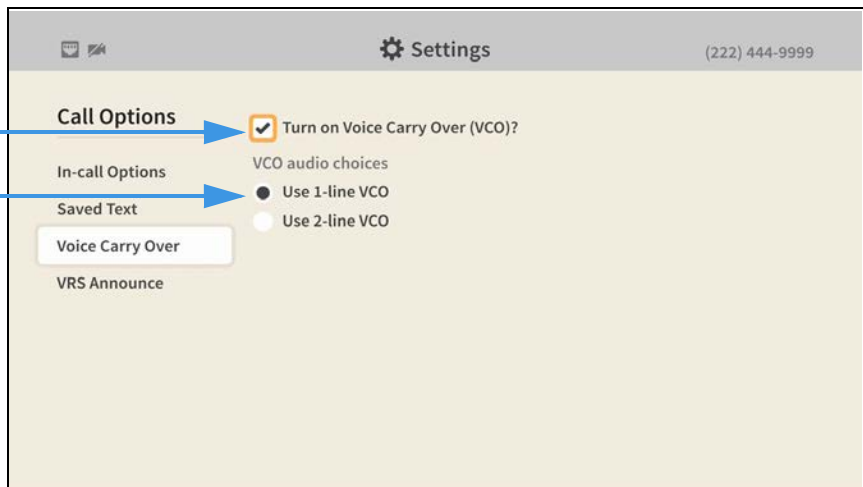 Settings
(222) 444-9999
Call Options
In-call Options
Saved Text
Voice Carry Over
VRS Announce
Turn on Voice Carry Over (VCO)?
VCO audio choices
Use 1-line VCO
Use 2-line VCO